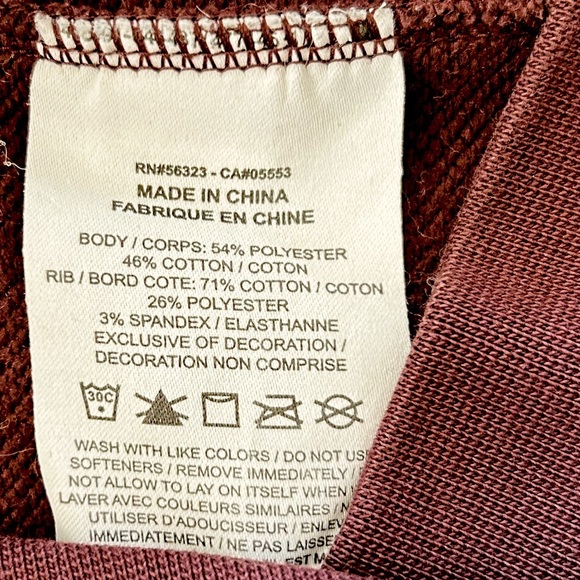 RN#56323 - CA#05553
MADE IN CHINA
FABRIQUE EN CHINE
BODY / CORPS: 54% POLYESTER
46% COTTON / COTON
RIB / BORD COTE: 71% COTTON / COTON
26% POLYESTER
3% SPANDEX / ELASTHANNE
EXCLUSIVE OF DECORATION /
DECORATION NON COMPRISE
30C
WASH WITH LIKE COLORS / DO NOT USE
SOFTENERS / REMOVE IMMEDIATELY /
NOT ALLOW TO LAY ON ITSELF WHEN
LAVER AVEC COULEURS SIMILAIRES /
UTILISER D'ADOUCISSEUR /
IMMEDIATEMENT / NE PAS
EST